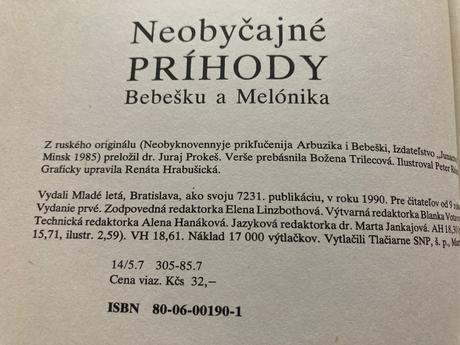 Neobyčajné
PRÍHODY
Bebešku a Melónika
Z ruského originálu (Neobyknovennyje prikľučenija Arbuzika i Bebeški, Izdateľstvo „Junactv
Minsk 1985) preložil dr. Juraj Prokeš. Verše prebásnila Božena Trilecová. Ilustroval Peter
Graficky upravila Renáta Hrabušická.
Vydali Mladé letá, Bratislava, ako svoju 7231. publikáciu, v roku 1990. Pre čitateľov od 9
Vydanie prvé. Zodpovedná redaktorka Elena Linzbothová. Výtvarná redaktorka Blanka
Technická redaktorka Alena Hanáková. Jazyková redaktorka dr. Marta Jankajová. AH 18,30
15,71, ilustr. 2,59). VH 18,61. Náklad 17 000 výtlačkov. Vytlačili Tlačiarne SNP, š. p.,
14/5.7 305-85.7
Cena viaz. Kčs 32,–
ISBN 80-06-00190-1